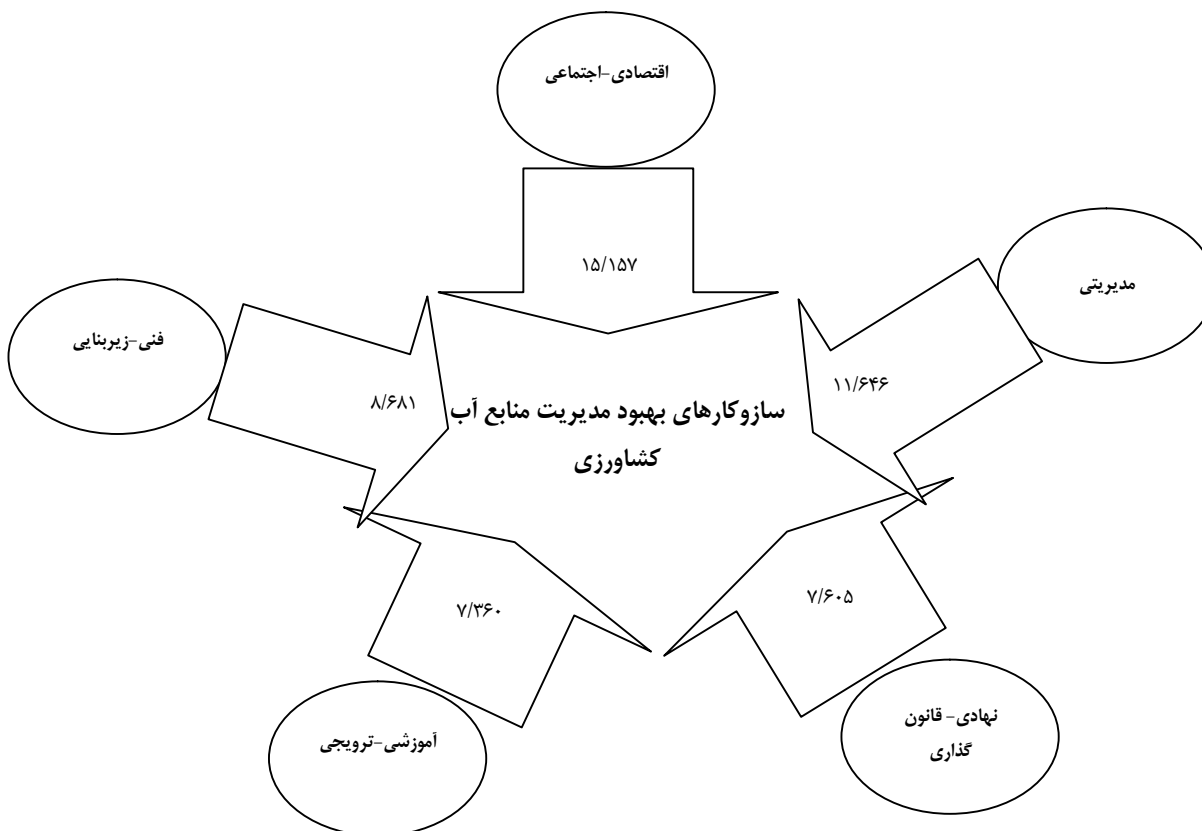 اقتصادی-اجتماعی
۱۵/۱۵۷
مدیریتی
۱۱/۶۴۶
فنی-زیربنایی
۸/۶۸۱
سازوکارهای بهبود مدیریت منابع آب
کشاورزی
۷/۳۶۰
۷/۶۰۵
آموزشی-ترویجی
نهادی- قانون
گذاری